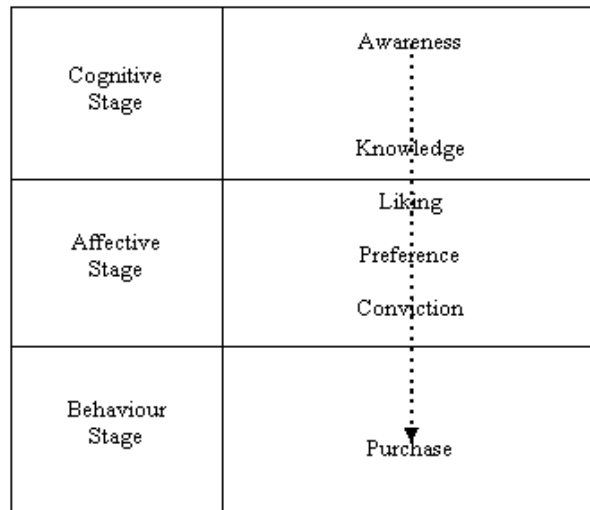 Cognitive
Stage
Awareness
Knowledge
Affective
Stage
Liking
Preference
Conviction
Behaviour
Stage
Purchase